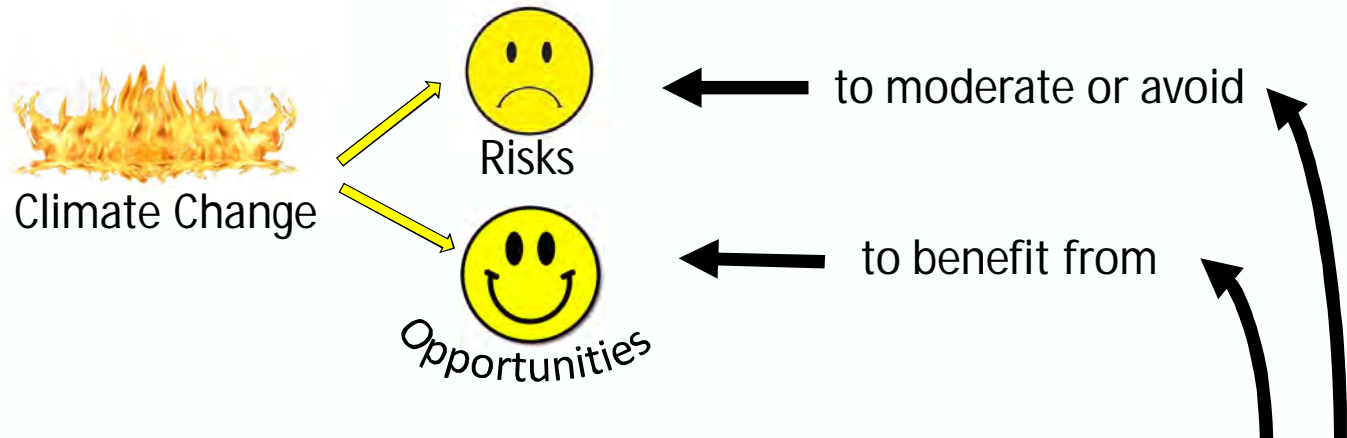 to moderate or avoid
Risks
Climate Change
to benefit from
Opportunities